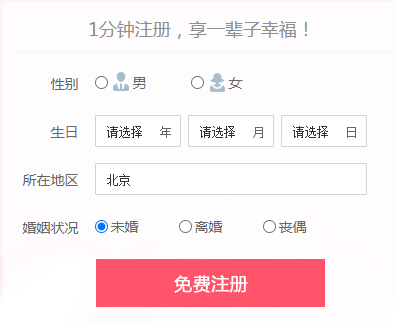 1分钟注册，享一辈子幸福！
性别 男 女
生日 请选择 年 请选择 月 请选择 日
所在地区 北京
婚姻状况 未婚 离婚 丧偶
免费注册